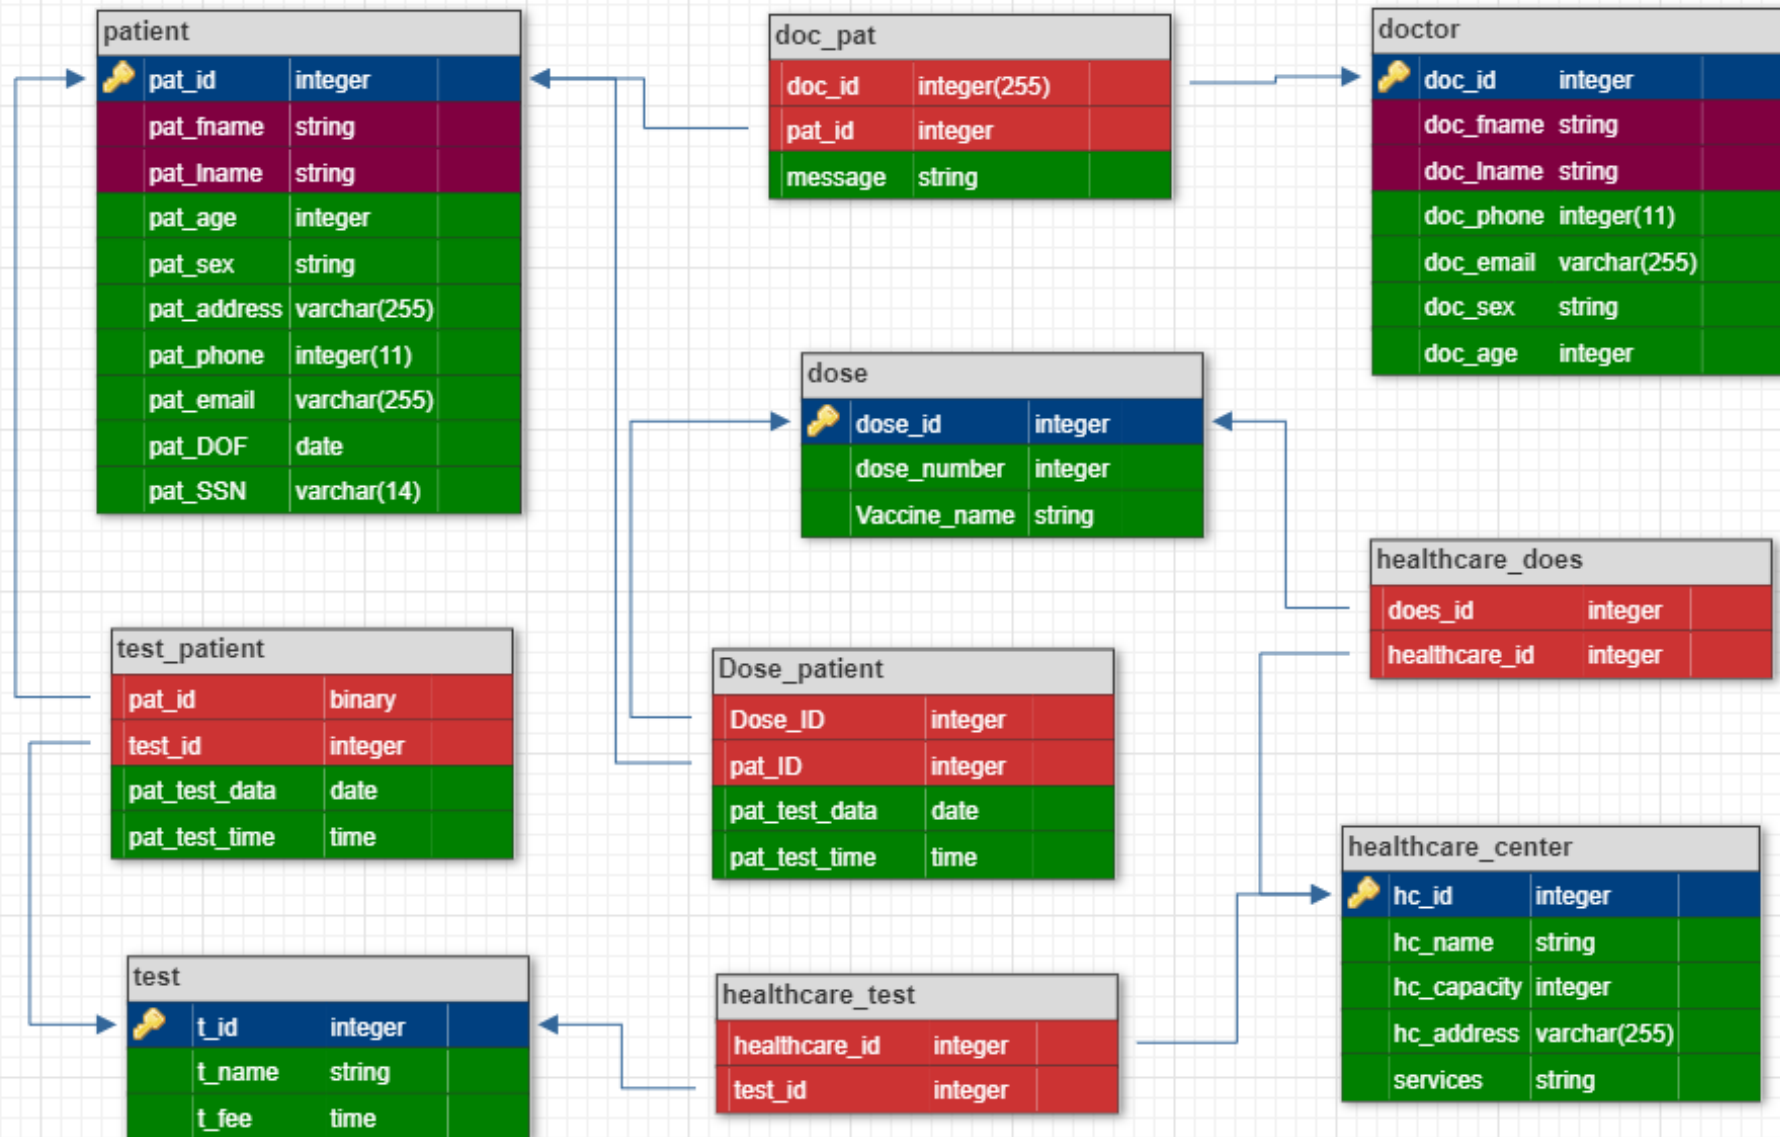 patient
pat_id integer
pat_fname string
pat_lname string
pat_age integer
pat_sex string
pat_address varchar(255)
pat_phone integer(11)
pat_email varchar(255)
pat_DOF date
pat_SSN varchar(14)
doc_pat
doc_id integer(255)
pat_id integer
message string
doctor
doc_id integer
doc_fname string
doc_lname string
doc_phone integer(11)
doc_email varchar(255)
doc_sex string
doc_age integer
dose
dose_id integer
dose_number integer
Vaccine_name string
healthcare_does
does_id integer
healthcare_id integer
test_patient
pat_id binary
test_id integer
pat_test_data date
pat_test_time time
Dose_patient
Dose_ID integer
pat_ID integer
pat_test_data date
pat_test_time time
healthcare_center
hc_id integer
hc_name string
hc_capacity integer
hc_address varchar(255)
services string
test
t_id integer
t_name string
t_fee time
healthcare_test
healthcare_id integer
test_id integer